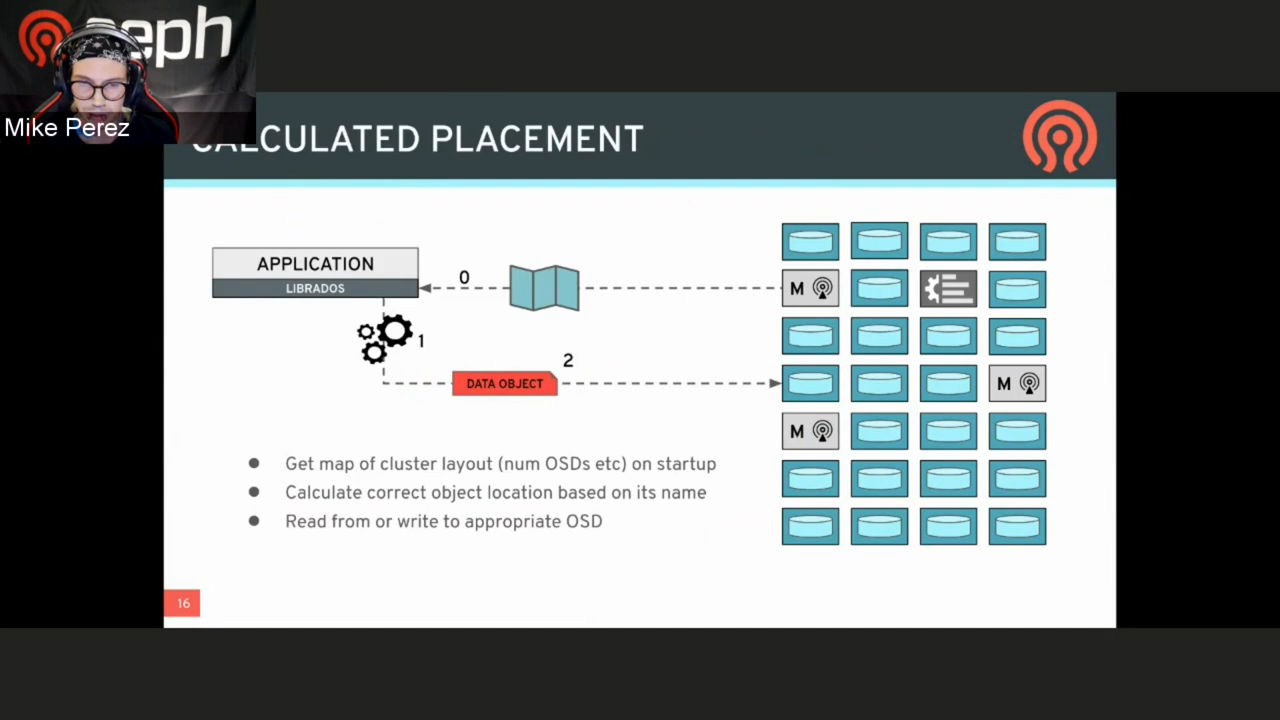 ceph
Mike Perez
CALCULATED PLACEMENT
APPLICATION
LIBRADOS
0
M
1
2
DATA OBJECT
M
M
● Get map of cluster layout (num OSDs etc) on startup
● Calculate correct object location based on its name
● Read from or write to appropriate OSD
16